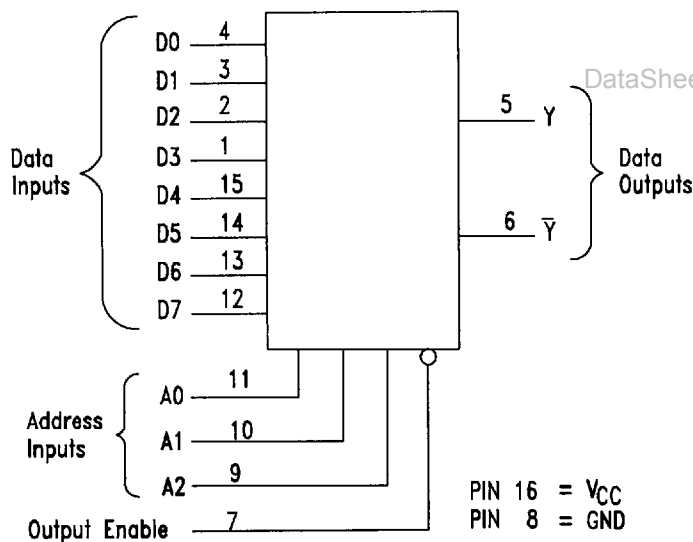 D0 4
D1 3
DataShee
D2 2
5 Y
D3 1
Data Inputs
Data Outputs
D4 15
D5 14
6 Y̅
D6 13
D7 12
A0 11
Address Inputs
A1 10
A2 9
PIN 16 = VCC
Output Enable 7
PIN 8 = GND